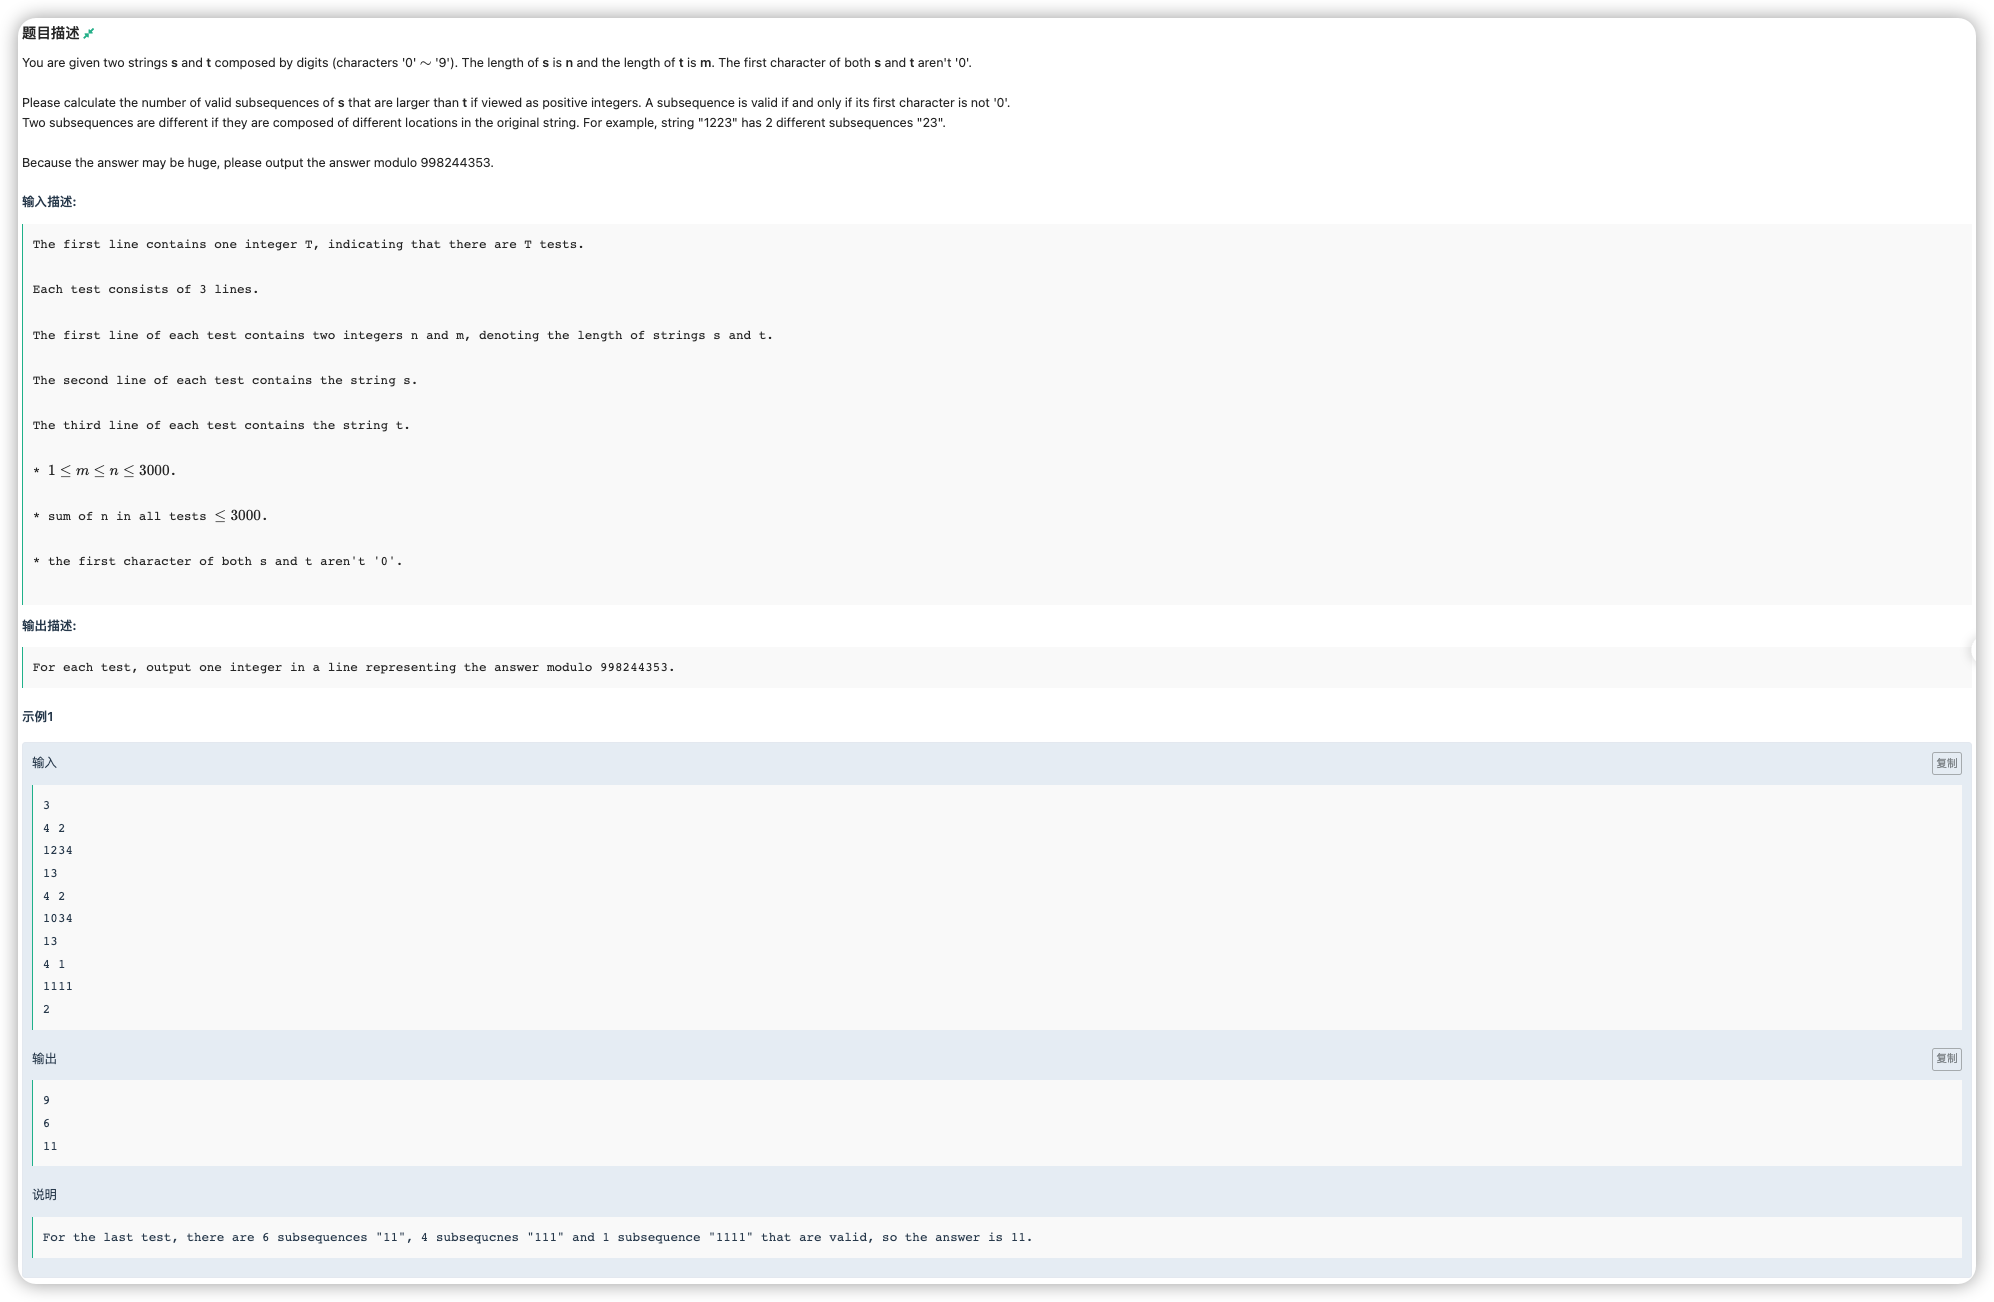 题目描述
You are given two strings s and t composed by digits (characters '0' ∼ '9'). The length of s is n and the length of t is m. The first character of both s and t aren't '0'.
Please calculate the number of valid subsequences of s that are larger than t if viewed as positive integers. A subsequence is valid if and only if its first character is not '0'.
Two subsequences are different if they are composed of different locations in the original string. For example, string "1223" has 2 different subsequences "23".
Because the answer may be huge, please output the answer modulo 998244353.
输入描述:
The first line contains one integer T, indicating that there are T tests.
Each test consists of 3 lines.
The first line of each test contains two integers n and m, denoting the length of strings s and t.
The second line of each test contains the string s.
The third line of each test contains the string t.
* 1 ≤ m ≤ n ≤ 3000.
* sum of n in all tests ≤ 3000.
* the first character of both s and t aren't '0'.
输出描述:
For each test, output one integer in a line representing the answer modulo 998244353.
示例1
输入
复制
3
4 2
1234
13
4 2
1034
13
4 1
1111
2
输出
复制
9
6
11
说明
For the last test, there are 6 subsequences "11", 4 subsequcnes "111" and 1 subsequence "1111" that are valid, so the answer is 11.